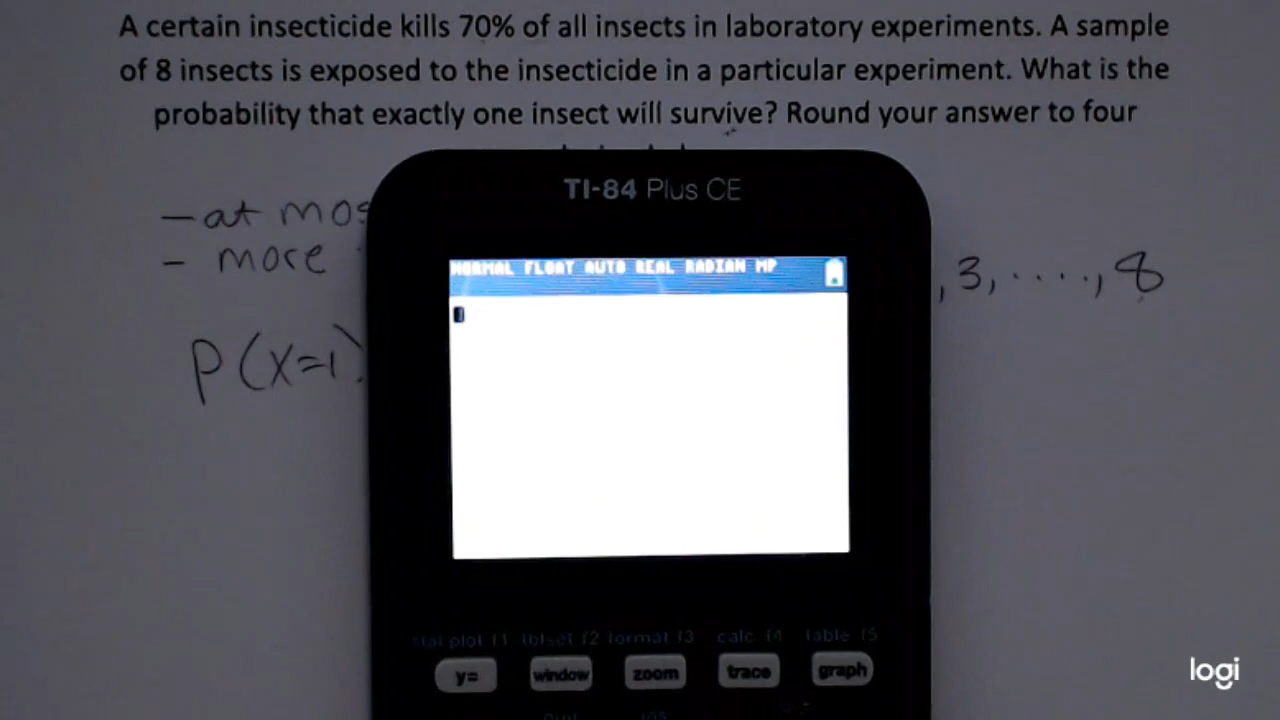 A certain insecticide kills 70% of all insects in laboratory experiments. A sample
of 8 insects is exposed to the insecticide in a particular experiment. What is the
probability that exactly one insect will survive? Round your answer to four
TI-84 Plus CE
- at mos
NORMAL FLOAT AUTO REAL RADIAN MP
- more
, 3, ....., 8
P(X=1)
stat plot f1 tblset f2 format f3 calc f4 table f5
y= window zoom trace graph
logi